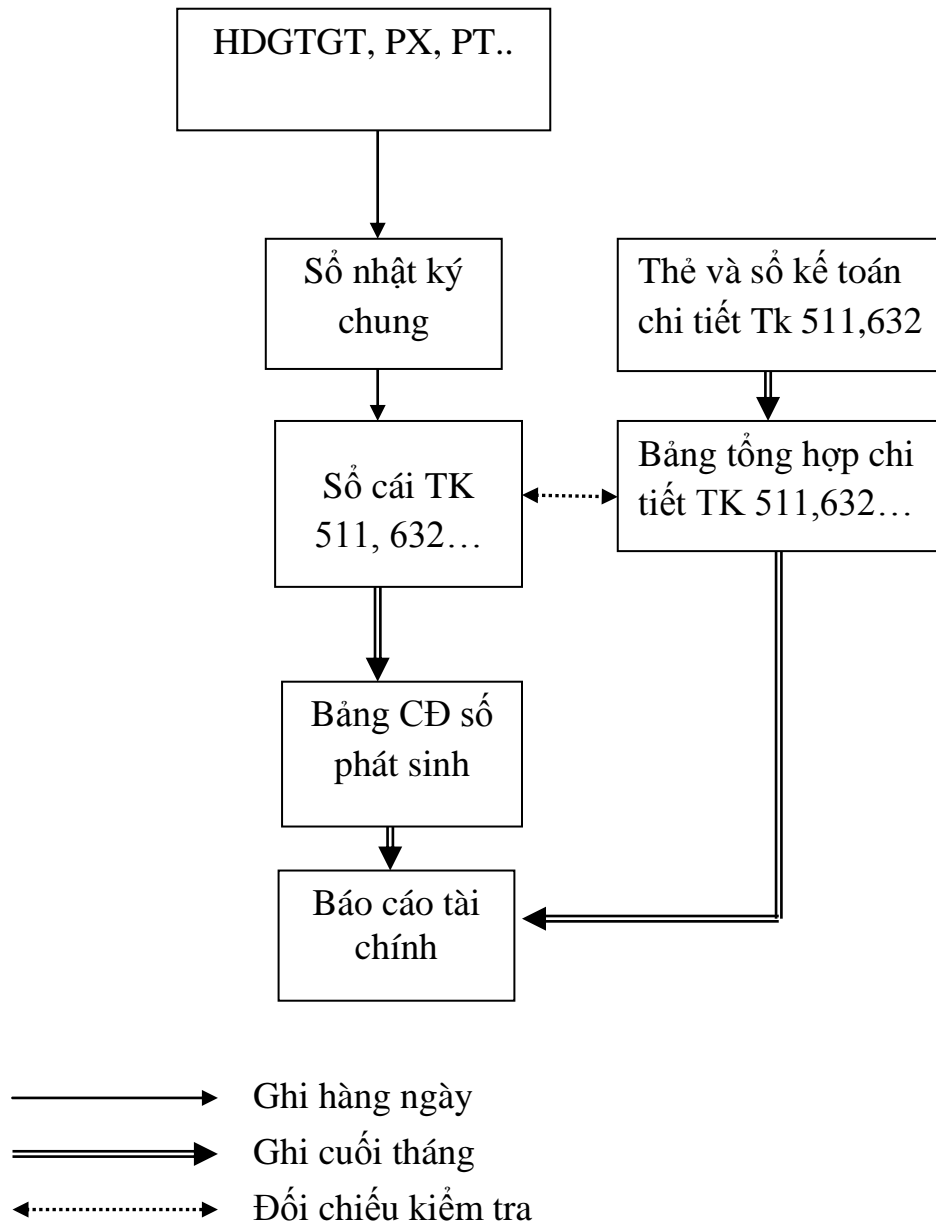 HDGTGT, PX, PT..
Sổ nhật ký
chung
Thẻ và sổ kế toán
chi tiết Tk 511,632
Sổ cái TK
511, 632…
Bảng tổng hợp chi
tiết TK 511,632…
Bảng CĐ số
phát sinh
Báo cáo tài
chính
Ghi hàng ngày
Ghi cuối tháng
Đối chiếu kiểm tra